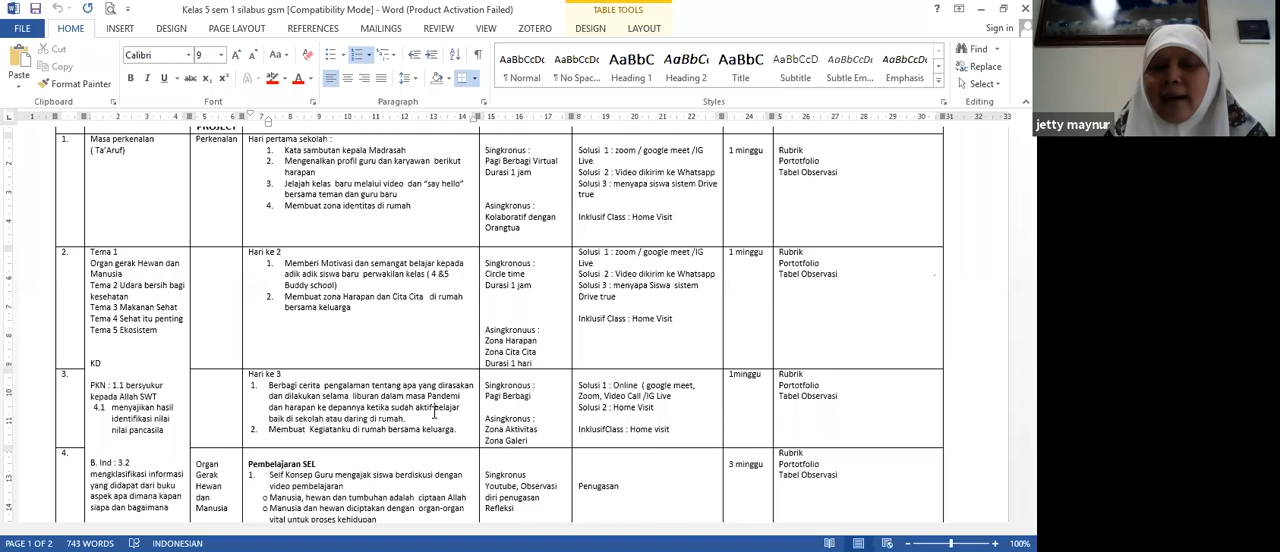 Kelas 5 sem 1 silabus gsm [Compatibility Mode] - Word (Product Activation Failed)
TABLE TOOLS
FILE HOME INSERT DESIGN PAGE LAYOUT REFERENCES MAILINGS REVIEW VIEW ZOTERO DESIGN LAYOUT Sign in
Paste
Cut
Copy
Format Painter
Clipboard
Calibri 9
Font
Paragraph
AaBbCcDc AaBbCcDc AaBbC AaBbCc AaBbC AaBbCcDd AaBbCcDd AaBbCcDd
¶ Normal ¶ No Spac... Heading 1 Heading 2 Title Subtitle Subtle Em... Emphasis
Styles
Find
Replace
Select
Editing
jetty maynur
PROJECT
1.
Masa perkenalan
( Ta'Aruf)
Perkenalan
Hari pertama sekolah :
1. Kata sambutan kepala Madrasah
2. Mengenalkan profil guru dan karyawan berikut
harapan
3. Jelajah kelas baru melalui video dan "say hello"
bersama teman dan guru baru
4. Membuat zona identitas di rumah
Singkronus :
Pagi Berbagi Virtual
Durasi 1 jam
Asingkronus :
Kolaboratif dengan
Orangtua
Solusi 1 : zoom / google meet /IG
Live
Solusi 2 : Video dikirim ke Whatsapp
Solusi 3 : menyapa siswa sistem Drive
true
Inklusif Class : Home Visit
1 minggu
Rubrik
Portotfolio
Tabel Observasi
2.
Tema 1
Organ gerak Hewan dan
Manusia
Tema 2 Udara bersih bagi
kesehatan
Tema 3 Makanan Sehat
Tema 4 Sehat itu penting
Tema 5 Ekosistem
KD
Hari ke 2
1. Memberi Motivasi dan semangat belajar kepada
adik adik siswa baru perwakilan kelas ( 4 &5
Buddy school)
2. Membuat zona Harapan dan Cita Cita di rumah
bersama keluarga
Singkronous :
Circle time
Durasi 1 jam
Asingkronuus :
Zona Harapan
Zona Cita Cita
Durasi 1 hari
Solusi 1 : zoom / google meet /IG
Live
Solusi 2 : Video dikirim ke Whatsapp
Solusi 3 : menyapa Siswa sistem
Drive true
Inklusif Class : Home Visit
1 minggu
Rubrik
Portotfolio
Tabel Observasi
3.
PKN : 1.1 bersyukur
kepada Allah SWT
4.1 menyajikan hasil
identifikasi nilai
nilai pancasila
Hari ke 3
1. Berbagi cerita pengalaman tentang apa yang dirasakan
dan dilakukan selama liburan dalam masa Pandemi
dan harapan ke depannya ketika sudah aktif belajar
baik di sekolah atau daring di rumah.
2. Membuat Kegiatanku di rumah bersama keluarga.
Singkronous :
Pagi Berbagi
Asingkronus :
Zona Aktivitas
Zona Galeri
Solusi 1 : Online ( google meet,
Zoom, Video Call /IG Live
Solusi 2 : Home Visit
InklusifClass : Home visit
1minggu
Rubrik
Portotfolio
Tabel Observasi
4.
B. Ind : 3.2
mengklasifikasi informasi
yang didapat dari buku
aspek apa dimana kapan
siapa dan bagaimana
Organ
Gerak
Hewan
dan
Manusia
Pembelajaran SEL
1. Self Konsep Guru mengajak siswa berdiskusi dengan
video pembelajaran
o Manusia, hewan dan tumbuhan adalah ciptaan Allah
o Manusia dan hewan diciptakan dengan organ-organ
vital untuk proses kehidupan
Singkronus
Youtube, Observasi
diri penugasan
Refleksi
Penugasan
3 minggu
Rubrik
Portotfolio
Tabel Observasi
PAGE 1 OF 2 743 WORDS INDONESIAN 100%